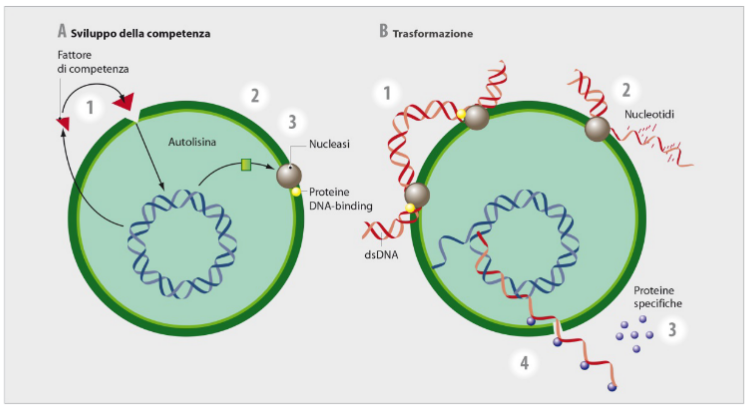 A Sviluppo della competenza
Fattore
di competenza
1
2
3
Autolisina
Nucleasi
Proteine
DNA-binding
B Trasformazione
1
2
Nucleotidi
dsDNA
Proteine
specifiche
3
4